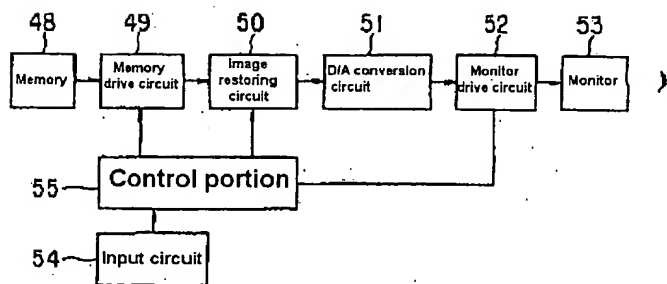 48 49 50 51 52 53
Memory
Memory
drive circuit
Image
restoring
circuit
D/A conversion
circuit
Monitor
drive circuit
Monitor
55
Control portion
54
Input circuit